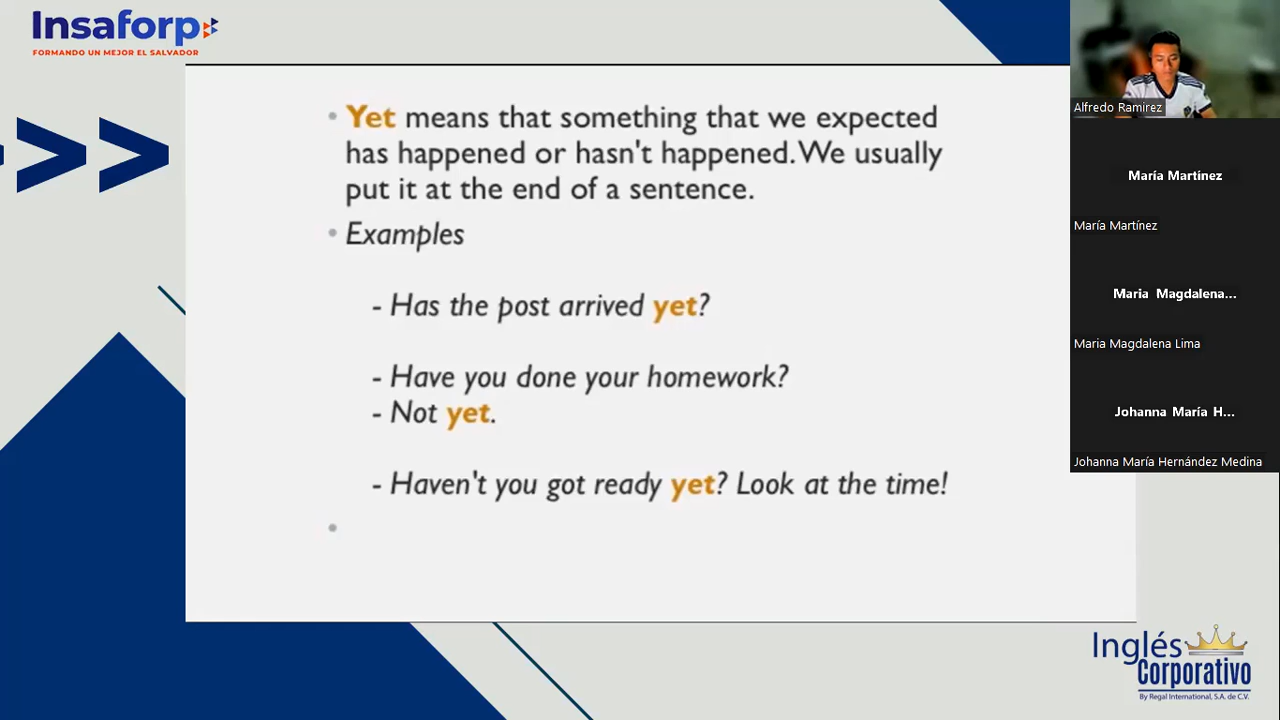 Insaforp
FORMANDO UN MEJOR EL SALVADOR
Yet means that something that we expected
has happened or hasn't happened. We usually
put it at the end of a sentence.
Examples
- Has the post arrived yet?
- Have you done your homework?
- Not yet.
- Haven't you got ready yet? Look at the time!
Alfredo Ramirez
María Martínez
María Martínez
Maria Magdalena...
Maria Magdalena Lima
Johanna María H...
Johanna María Hernández Medina
Inglés
Corporativo
By Regal International, S.A. de C.V.